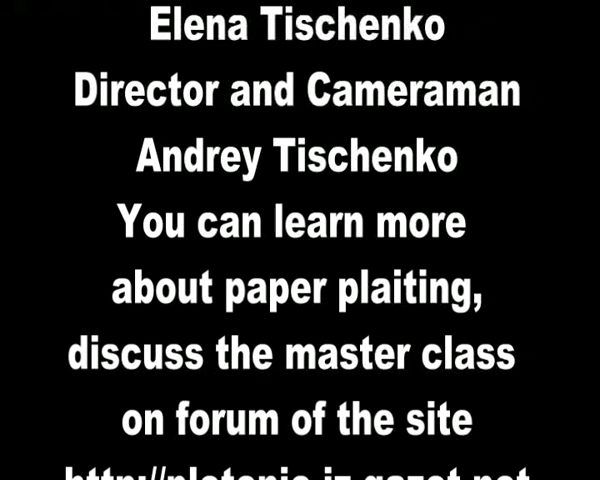 Elena Tischenko
Director and Cameraman
Andrey Tischenko
You can learn more
about paper plaiting,
discuss the master class
on forum of the site